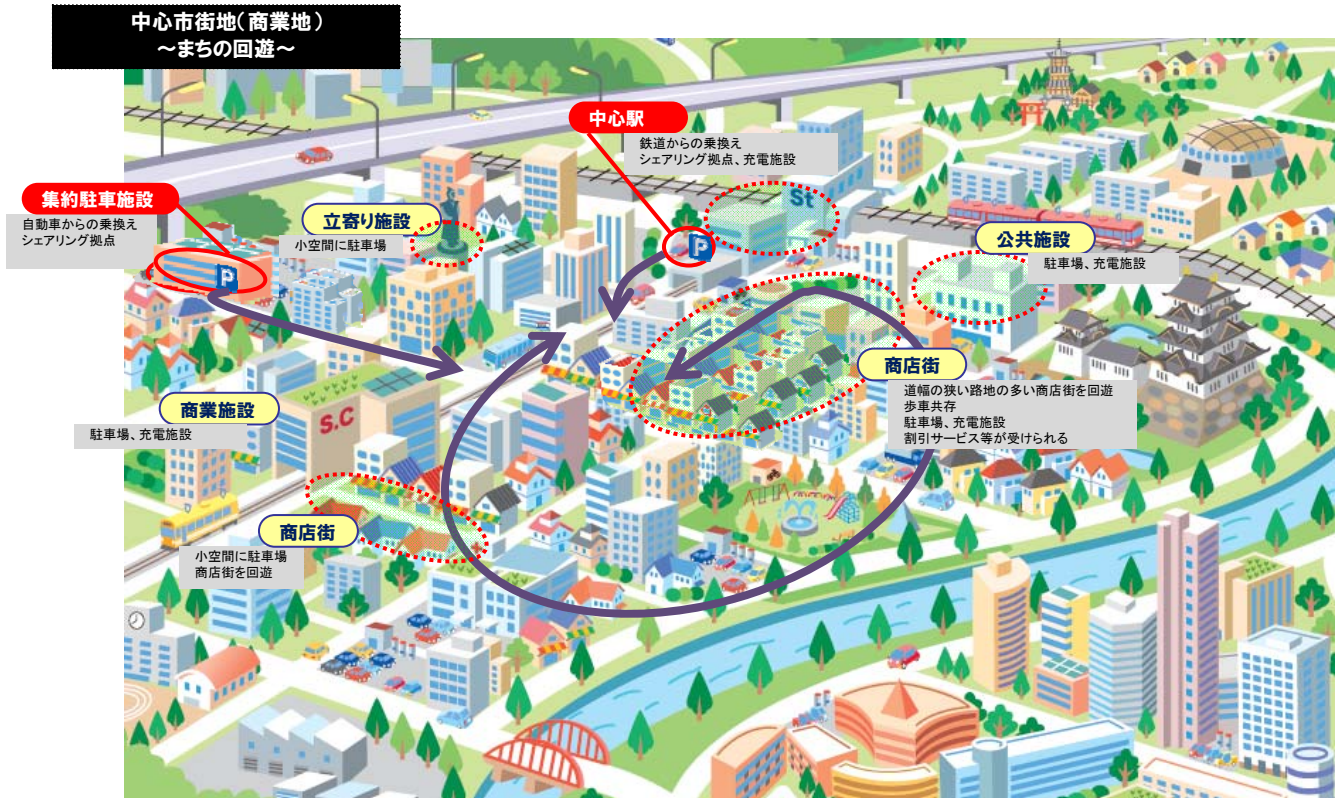 中心市街地(商業地)
～まちの回遊～
中心駅
鉄道からの乗換え
シェアリング拠点、充電施設
集約駐車施設
自動車からの乗換え
シェアリング拠点
P
立寄り施設
小空間に駐車場
P
St
公共施設
駐車場、充電施設
商店街
道幅の狭い路地の多い商店街を回遊
歩車共存
駐車場、充電施設
割引サービス等が受けられる
商業施設
駐車場、充電施設
S.C
商店街
小空間に駐車場
商店街を回遊